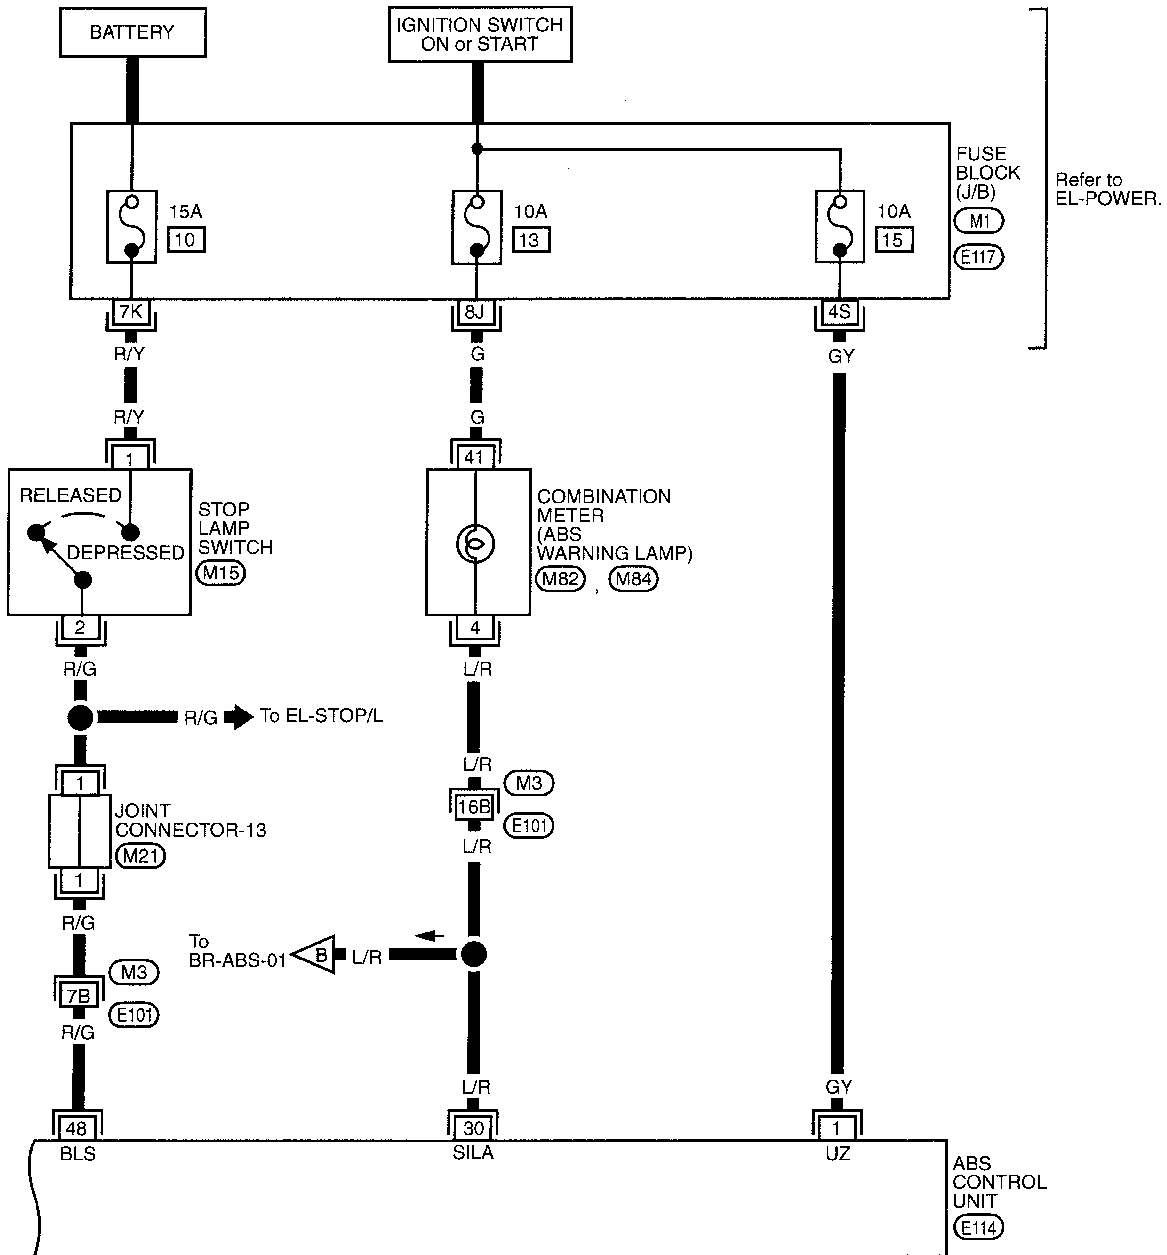 BATTERY
IGNITION SWITCH
ON or START
FUSE
BLOCK
(J/B)
M1
E117
Refer to
EL-POWER.
15A
10
10A
13
10A
15
7K
8J
4S
R/Y
G
GY
R/Y
G
1
41
RELEASED
DEPRESSED
STOP
LAMP
SWITCH
M15
COMBINATION
METER
(ABS
WARNING LAMP)
M82 , M84
2
4
R/G
L/R
R/G
To EL-STOP/L
L/R
1
JOINT
CONNECTOR-13
M21
1
M3
16B
E101
L/R
R/G
To
BR-ABS-01
B
L/R
M3
7B
E101
R/G
L/R
GY
48
30
1
BLS
SILA
UZ
ABS
CONTROL
UNIT
E114